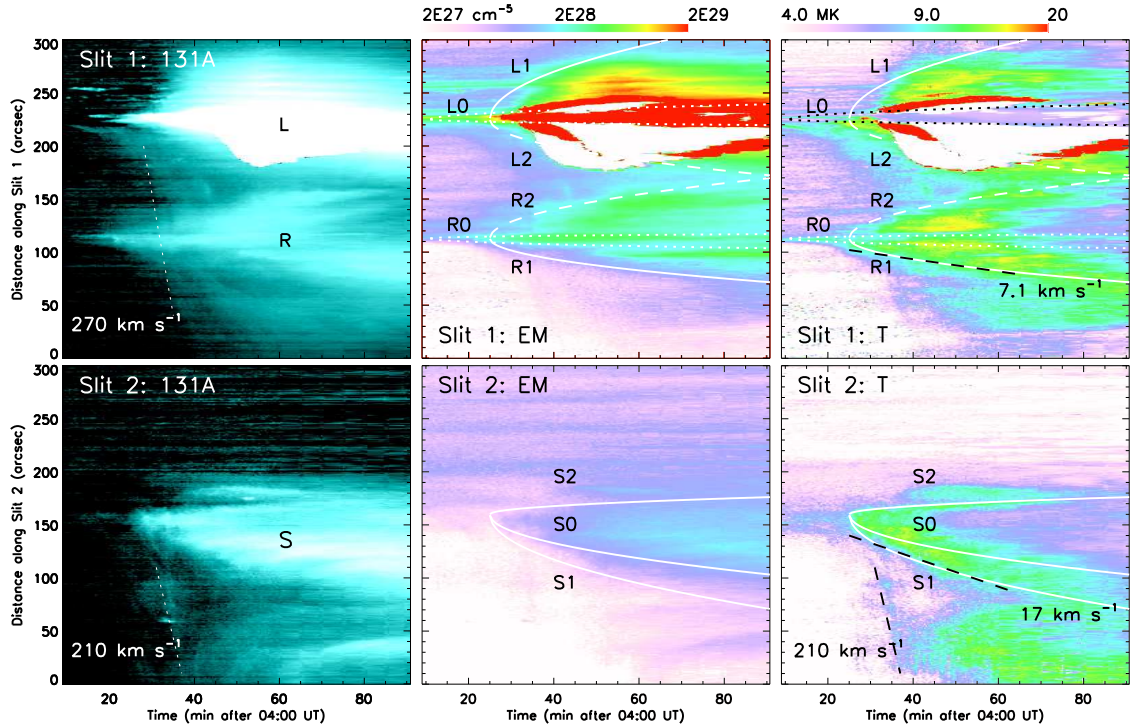 2E27 cm⁻⁵ 2E28 2E29
4.0 MK 9.0 20
Slit 1: 131A
L
R
270 km s⁻¹
300
250
200
150
100
50
0
Distance along Slit 1 (arcsec)
L1
L0
L2
R2
R0
R1
Slit 1: EM
L1
L0
L2
R2
R0
R1
7.1 km s⁻¹
Slit 1: T
Slit 2: 131A
S
210 km s⁻¹
300
250
200
150
100
50
0
Distance along Slit 2 (arcsec)
20 40 60 80
Time (min after 04:00 UT)
Slit 2: EM
S2
S0
S1
20 40 60 80
Time (min after 04:00 UT)
Slit 2: T
S2
S0
S1
17 km s⁻¹
210 km s⁻¹
20 40 60 80
Time (min after 04:00 UT)